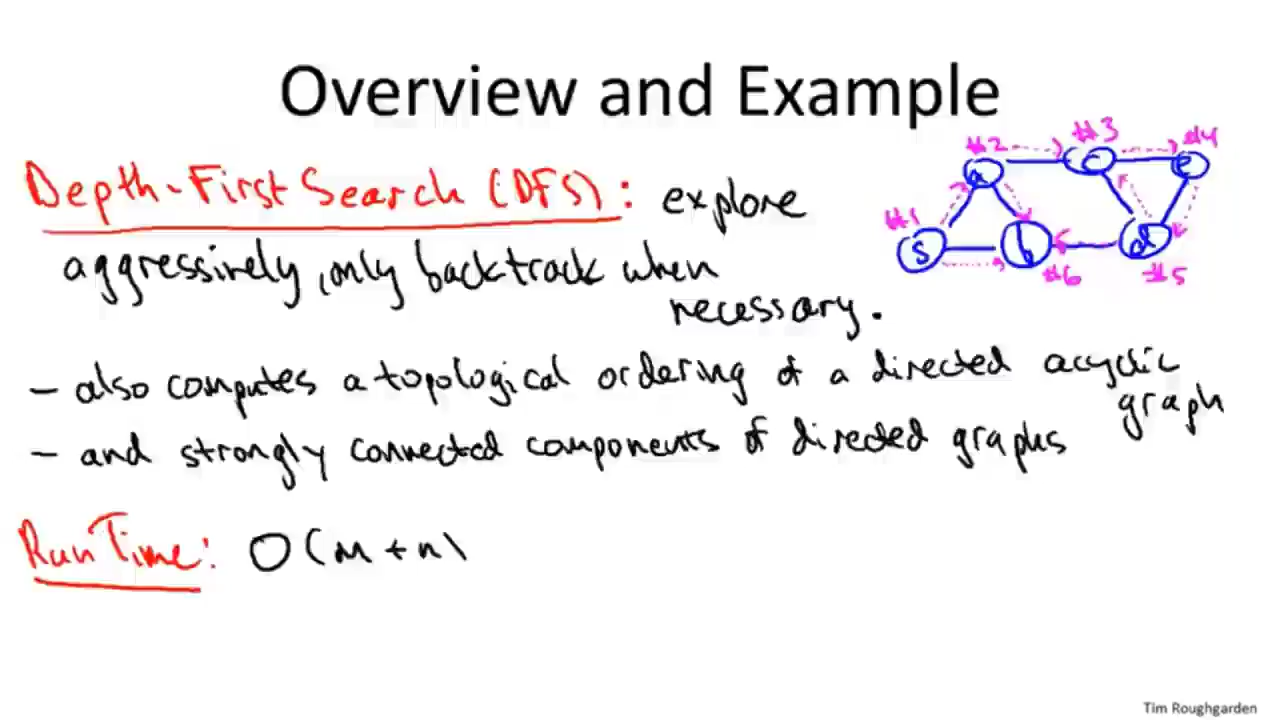 Overview and Example
Depth-First Search (DFS): explore
aggressively, only backtrack when
necessary.
- also computes a topological ordering of a directed acyclic
graph
- and strongly connected components of directed graphs
Run Time: O(m+n)
#1
#2
#3
#4
#5
#6
s
a
b
c
d
e
Tim Roughgarden